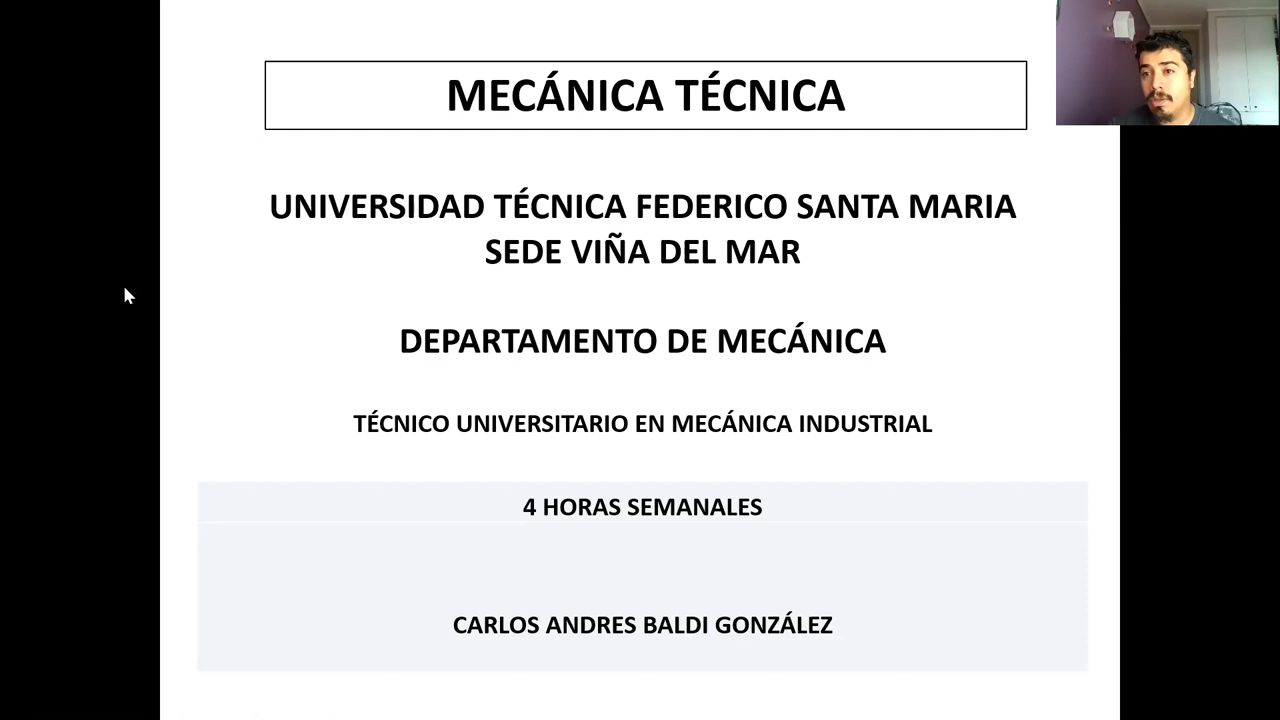 MECÁNICA TÉCNICA
UNIVERSIDAD TÉCNICA FEDERICO SANTA MARIA
SEDE VIÑA DEL MAR
DEPARTAMENTO DE MECÁNICA
TÉCNICO UNIVERSITARIO EN MECÁNICA INDUSTRIAL
4 HORAS SEMANALES
CARLOS ANDRES BALDI GONZÁLEZ